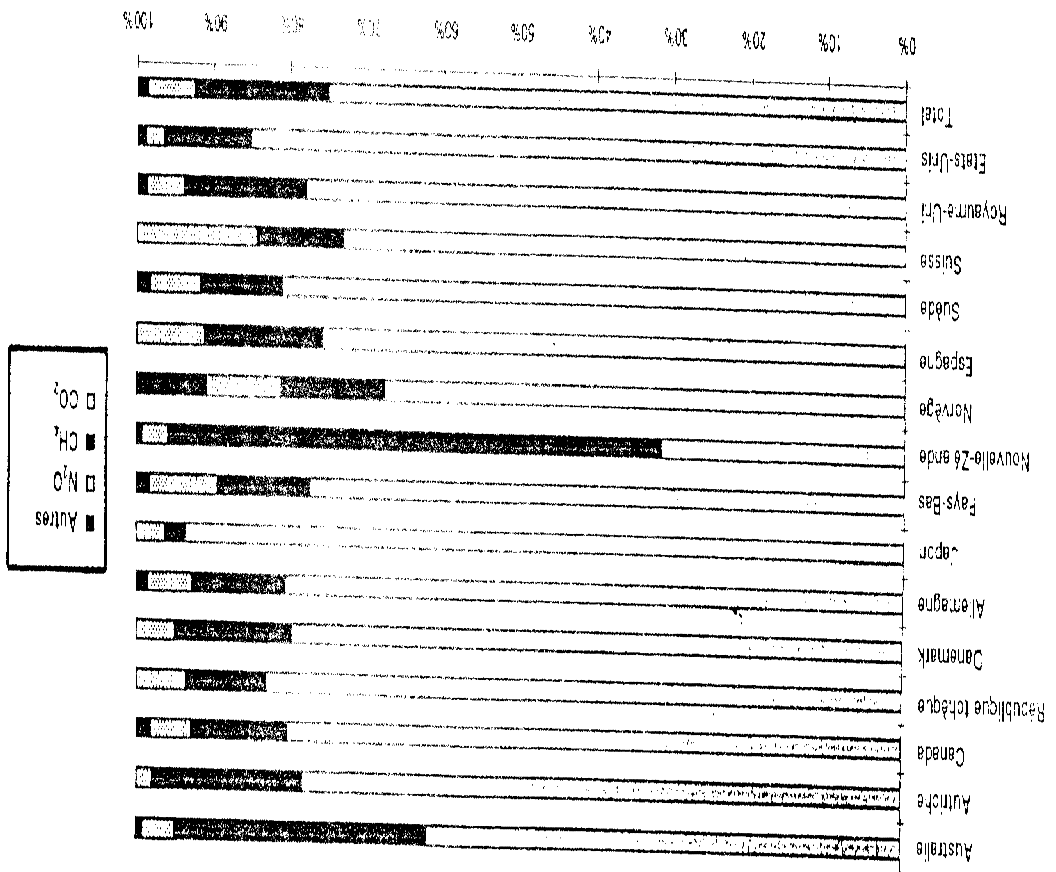 Australie
Autriche
Canada
République tchèque
Danemark
Allemagne
Japon
Pays-Bas
Nouvelle-Zélande
Norvège
Espagne
Suède
Suisse
Royaume-Uni
Etats-Unis
Total
0% 10% 20% 30% 40% 50% 60% 70% 80% 90% 100%
Autres
N₂O
CH₄
CO₂